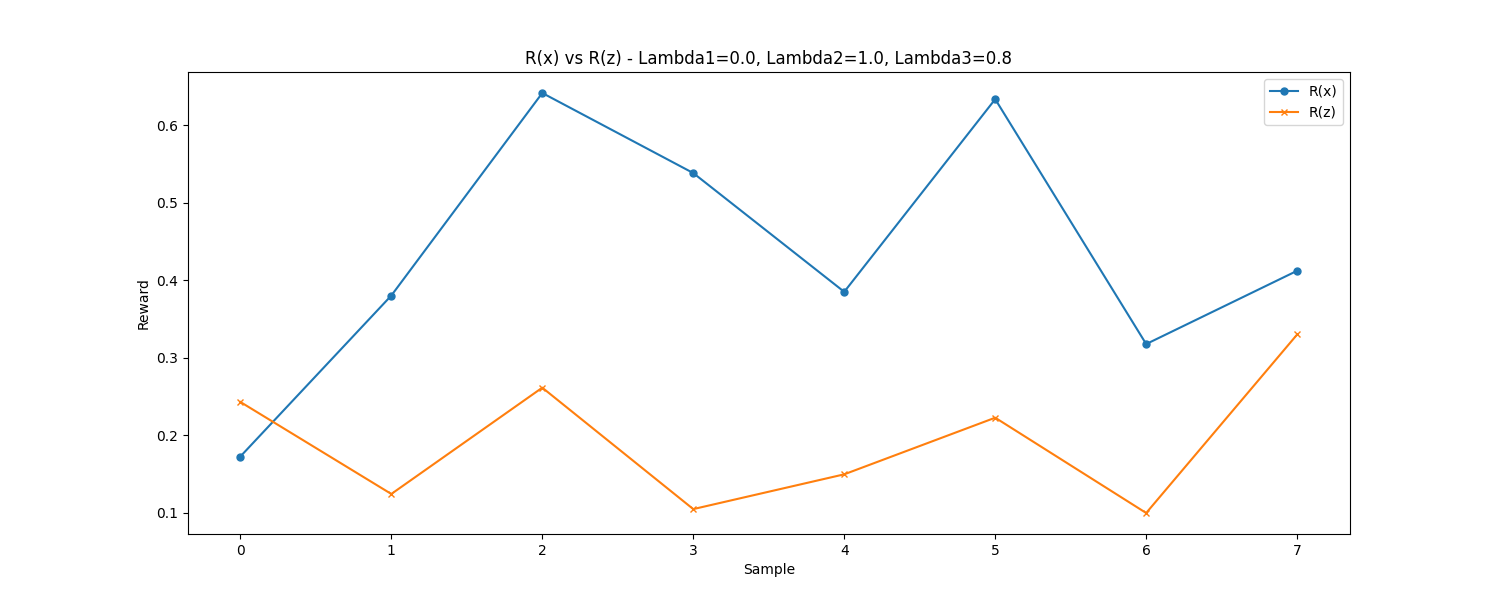 R(x) vs R(z) - Lambda1=0.0, Lambda2=1.0, Lambda3=0.8
R(x)
R(z)
0.6
0.5
0.4
0.3
0.2
0.1
Reward
0 1 2 3 4 5 6 7
Sample